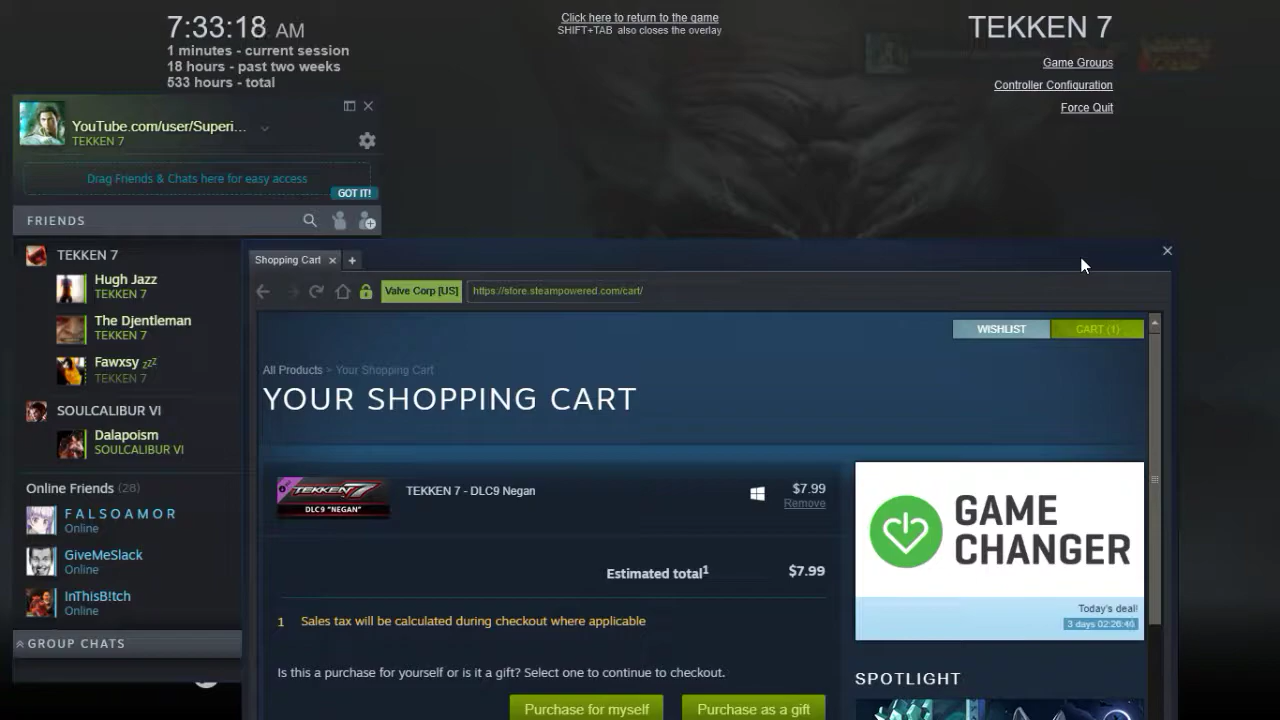 7:33:18 AM
1 minutes - current session
18 hours - past two weeks
533 hours - total
Click here to return to the game
SHIFT+TAB also closes the overlay
TEKKEN 7
Game Groups
Controller Configuration
Force Quit
YouTube.com/user/Superi...
TEKKEN 7
Drag Friends & Chats here for easy access
GOT IT!
FRIENDS
TEKKEN 7
Hugh Jazz
TEKKEN 7
The Djentleman
TEKKEN 7
Fawxsy zzz
TEKKEN 7
SOULCALIBUR VI
Dalapoism
SOULCALIBUR VI
Online Friends (28)
F A L S O A M O R
Online
GiveMeSlack
Online
InThisB!tch
Online
GROUP CHATS
Shopping Cart
Valve Corp [US]
https://store.steampowered.com/cart/
WISHLIST
CART (1)
All Products > Your Shopping Cart
YOUR SHOPPING CART
TEKKEN 7
DLC9 "NEGAN"
TEKKEN 7 - DLC9 Negan
$7.99
Remove
Estimated total1
$7.99
1 Sales tax will be calculated during checkout where applicable
Is this a purchase for yourself or is it a gift? Select one to continue to checkout.
Purchase for myself
Purchase as a gift
GAME
CHANGER
Today's deal!
3 days 02:26:40
SPOTLIGHT